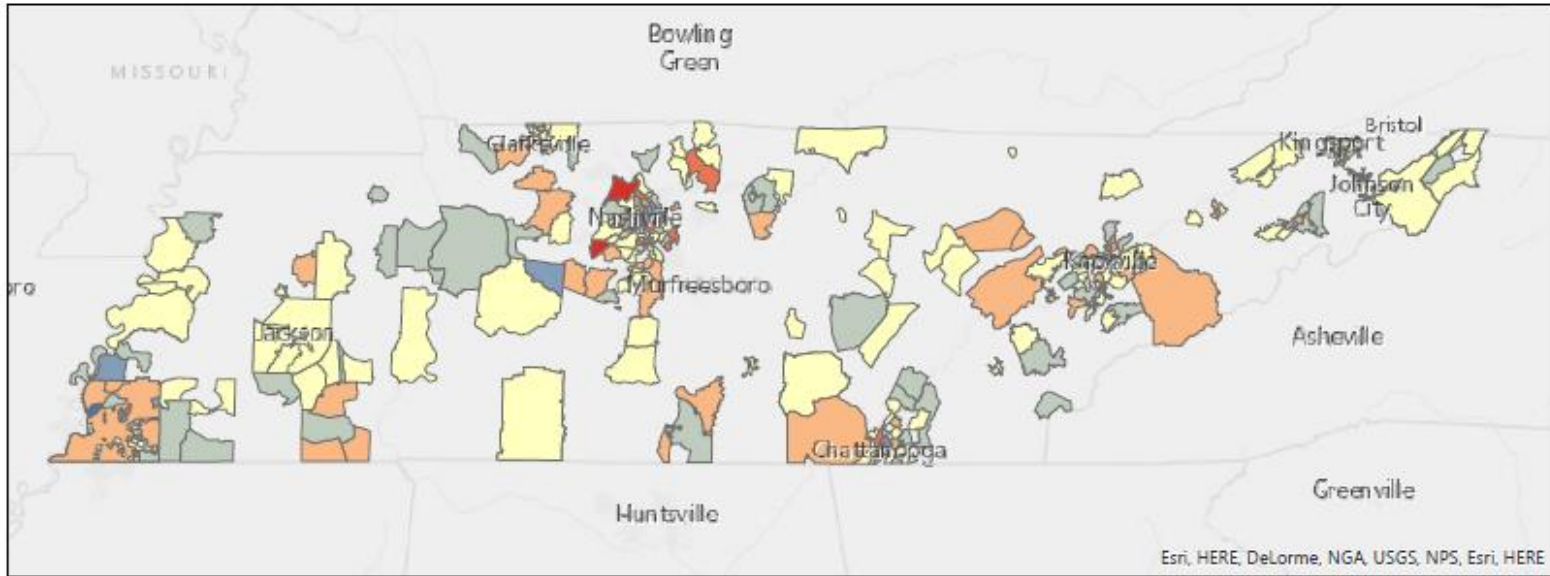 Bowling
Green
MISSOURI
Bristol
Clarksville
Kingsport
Johnson
City
Nashville
Knoxville
Murfreesboro
oro
Jackson
Asheville
Chattanooga
Greenville
Huntsville
Esri, HERE, DeLorme, NGA, USGS, NPS, Esri, HERE